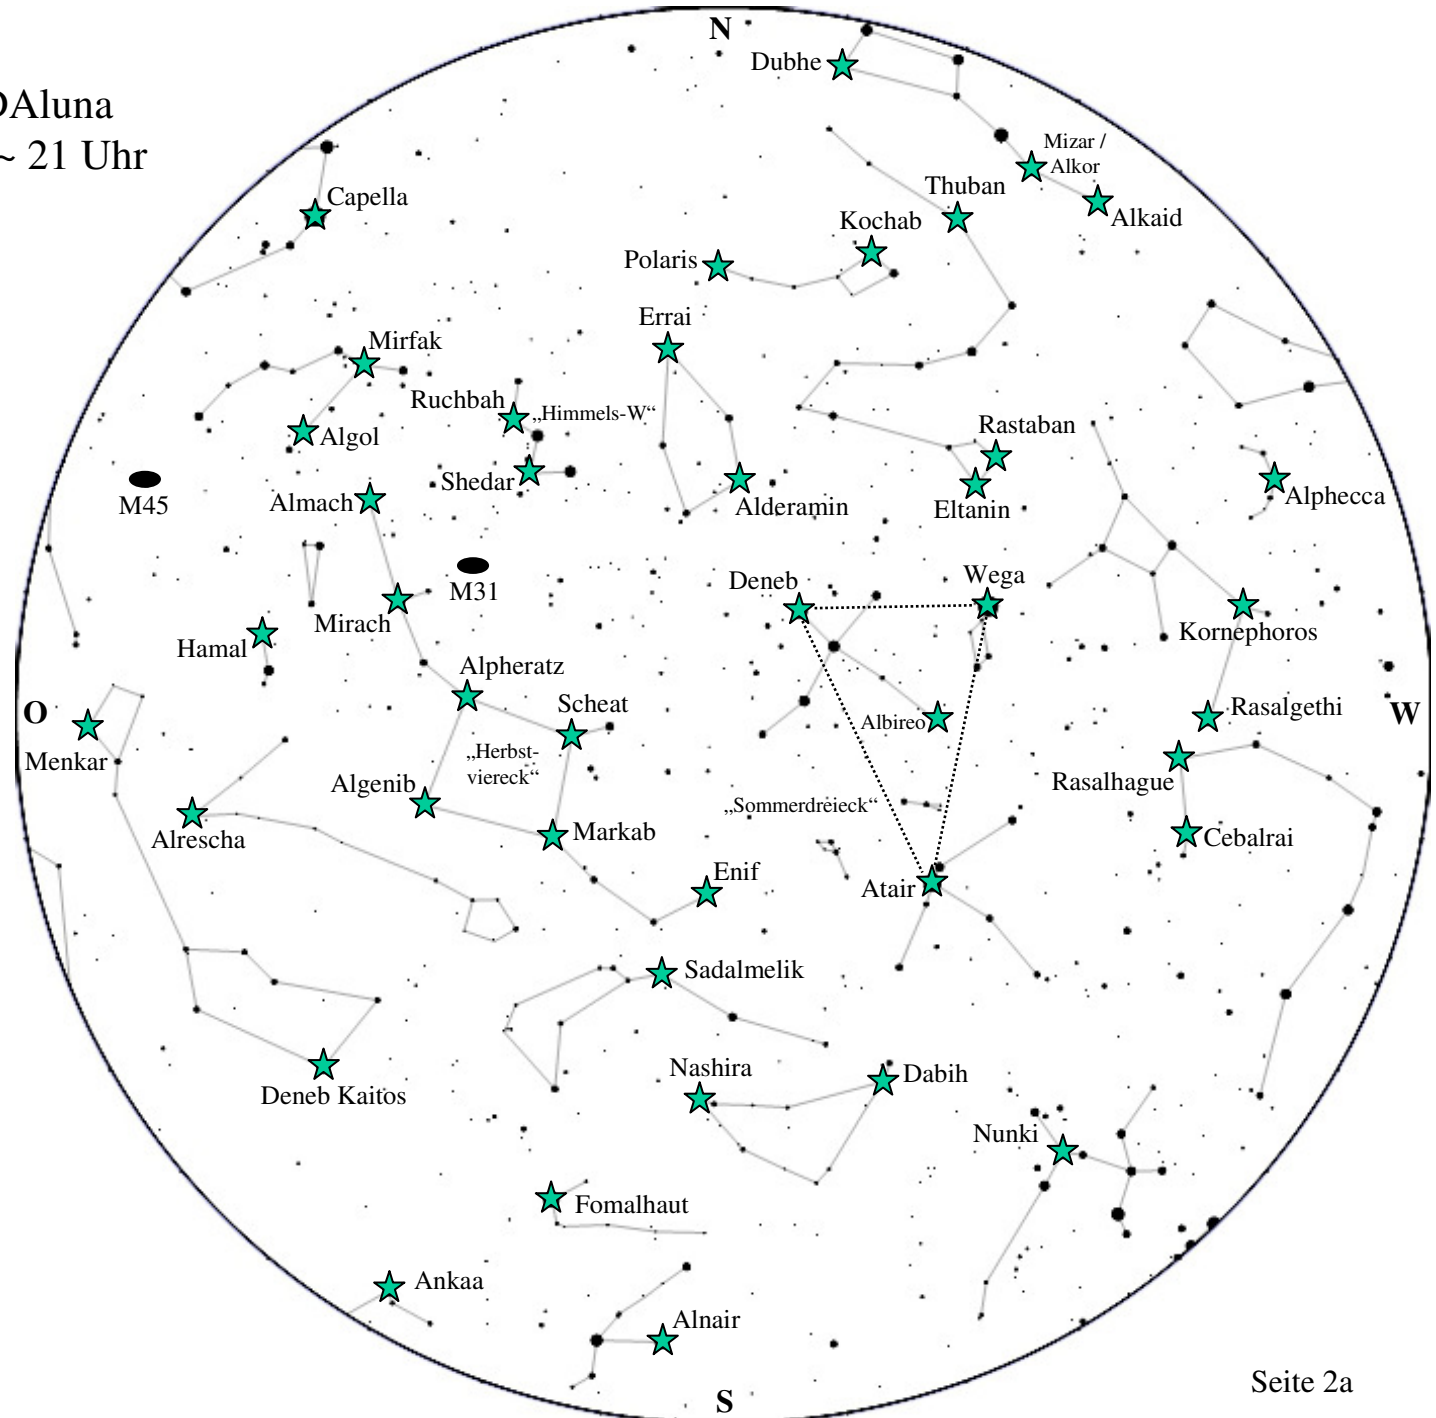 N
Dubhe
DAluna
~ 21 Uhr
Mizar /
Alkor
Capella
Thuban
Alkaid
Kochab
Polaris
Errai
Mirfak
Ruchbah
„Himmels-W“
Rastaban
Algol
Shedar
Alphecca
M45
Almach
Alderamin
Eltanin
M31
Deneb
Wega
Mirach
Kornephoros
Hamal
Alpheratz
Scheat
O
Albireo
Rasalgethi
W
Menkar
„Herbst-
viereck“
Algenib
Rasalhague
„Sommerdreieck“
Alrescha
Markab
Cebalrai
Enif
Atair
Sadalmelik
Nashira
Dabih
Deneb Kaitos
Nunki
Fomalhaut
Ankaa
Alnair
Seite 2a
S